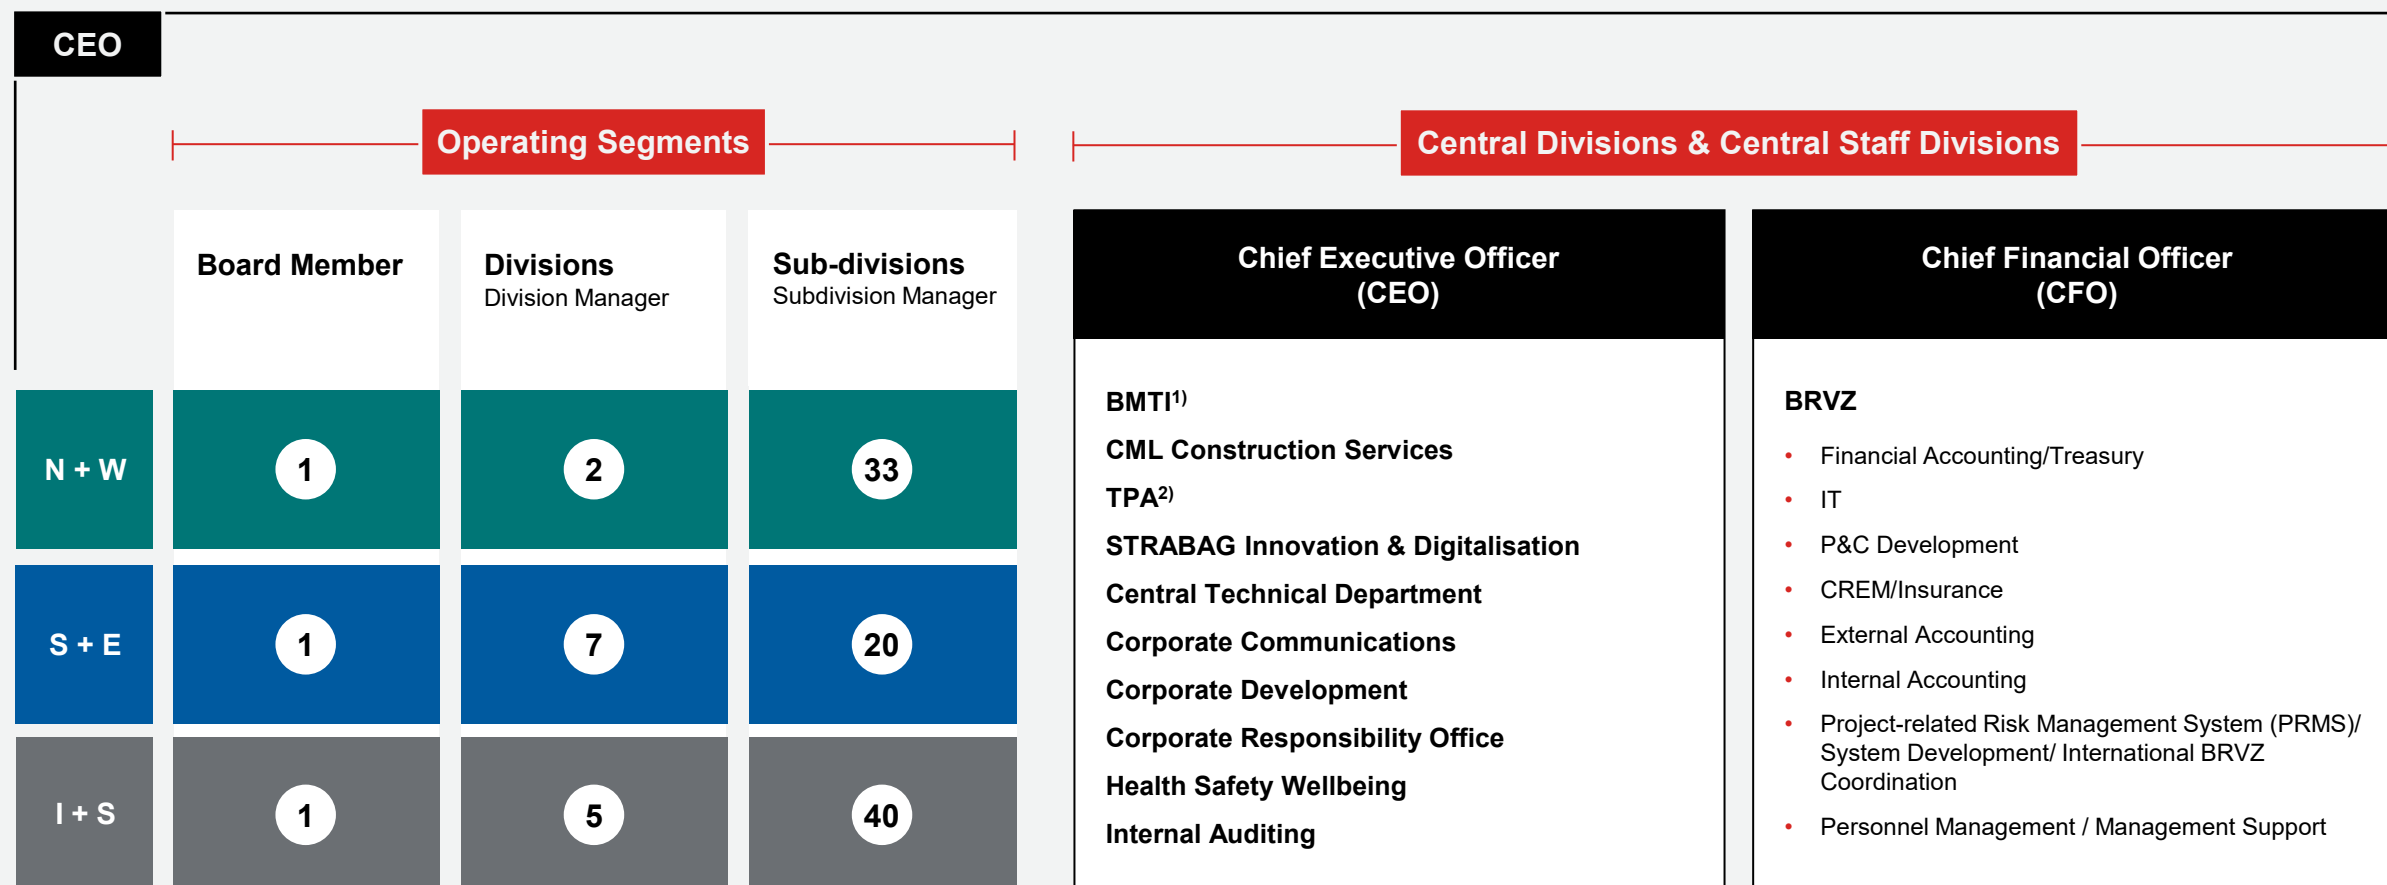 CEO
Operating Segments
Central Divisions & Central Staff Divisions
Board Member
Divisions
Division Manager
Sub-divisions
Subdivision Manager
N + W
1
2
33
S + E
1
7
20
I + S
1
5
40
Chief Executive Officer
(CEO)
BMTI1)
CML Construction Services
TPA2)
STRABAG Innovation & Digitalisation
Central Technical Department
Corporate Communications
Corporate Development
Corporate Responsibility Office
Health Safety Wellbeing
Internal Auditing
Chief Financial Officer
(CFO)
BRVZ
• Financial Accounting/Treasury
• IT
• P&C Development
• CREM/Insurance
• External Accounting
• Internal Accounting
• Project-related Risk Management System (PRMS)/
System Development/ International BRVZ
Coordination
• Personnel Management / Management Support